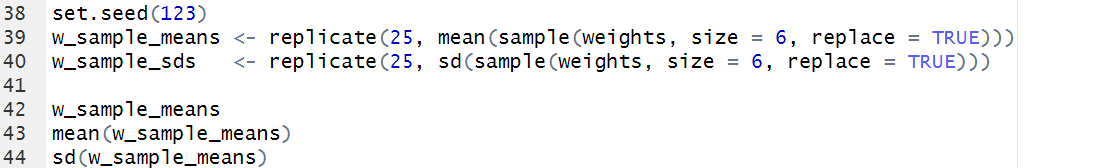 38 set.seed(123)
39 w_sample_means <- replicate(25, mean(sample(weights, size = 6, replace = TRUE)))
40 w_sample_sds   <- replicate(25, sd(sample(weights, size = 6, replace = TRUE)))
41
42 w_sample_means
43 mean(w_sample_means)
44 sd(w_sample_means)